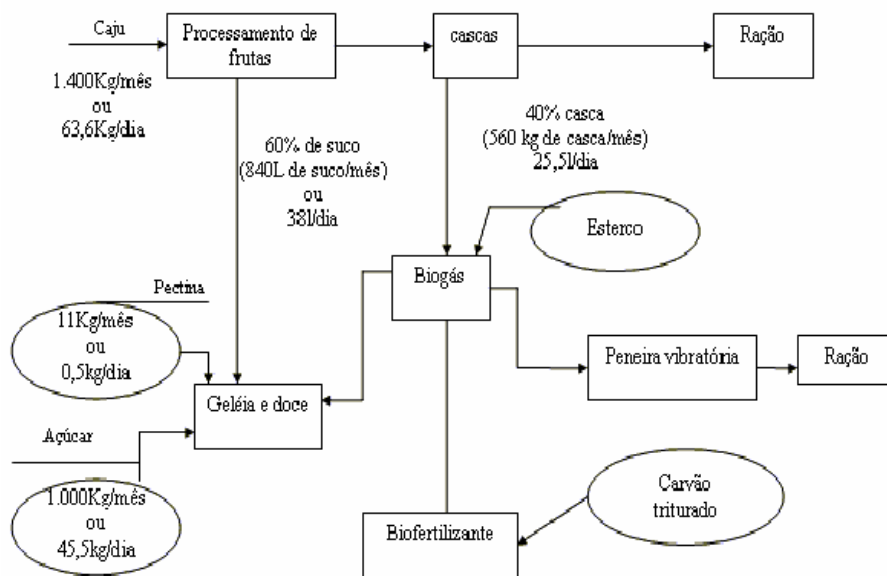 Caju
Processamento de
frutas
cascas
Ração
1.400Kg/mês
ou
63,6Kg/dia
60% de suco
(840L de suco/mês)
ou
38l/dia
40% casca
(560 kg de casca/mês)
25,5l/dia
Esterco
Biogás
Pectina
11Kg/mês
ou
0,5kg/dia
Peneira vibratória
Ração
Geléia e doce
Açúcar
1.000Kg/mês
ou
45,5kg/dia
Carvão
triturado
Biofertilizante